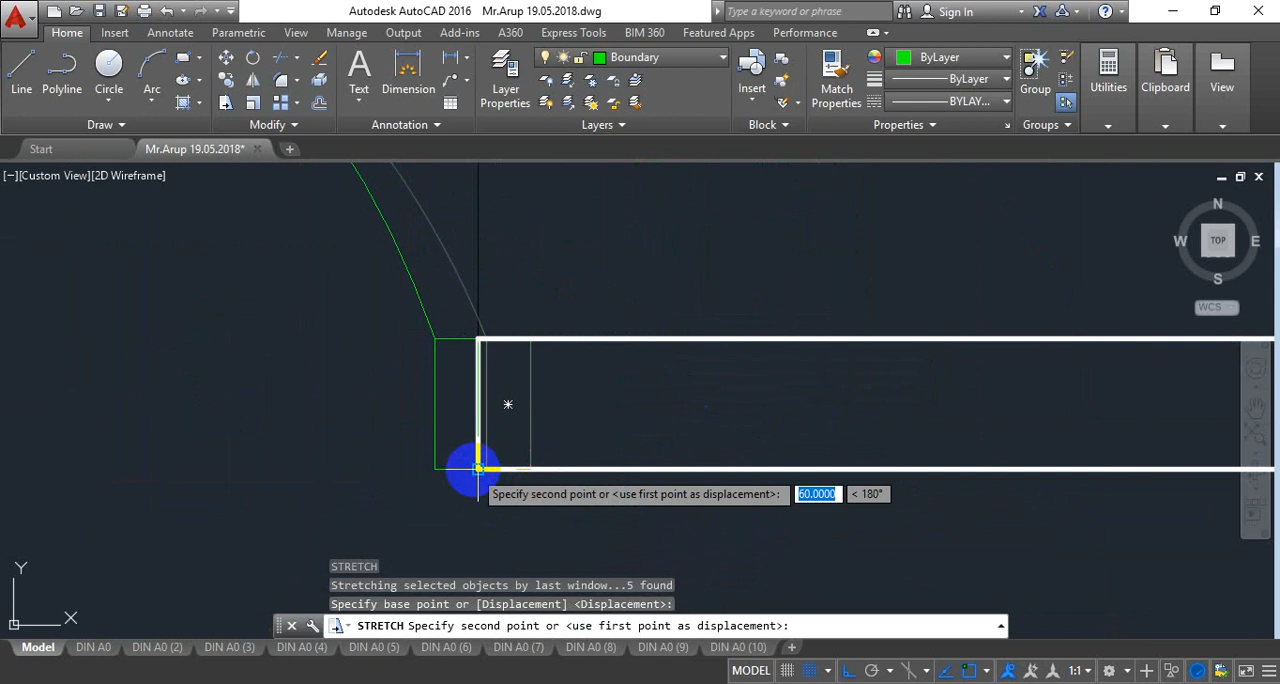 Autodesk AutoCAD 2016 Mr.Arup 19.05.2018.dwg
Type a keyword or phrase
Sign In
Home Insert Annotate Parametric View Manage Output Add-ins A360 Express Tools BIM 360 Featured Apps Performance
Line Polyline Circle Arc
Text Dimension
Layer Properties
Boundary
Insert
Match Properties
ByLayer
ByLayer
BYLAY...
Group
Utilities
Clipboard
View
Draw Modify Annotation Layers Block Properties Groups
Start Mr.Arup 19.05.2018*
[−][Custom View][2D Wireframe]
N
W TOP E
S
WCS
Specify second point or <use first point as displacement>: 60.0000 < 180°
STRETCH
Stretching selected objects by last window...5 found
Specify base point or [Displacement] <Displacement>:
STRETCH Specify second point or <use first point as displacement>:
Y
X
Model DIN A0 DIN A0 (2) DIN A0 (3) DIN A0 (4) DIN A0 (5) DIN A0 (6) DIN A0 (7) DIN A0 (8) DIN A0 (9) DIN A0 (10)
MODEL 1:1